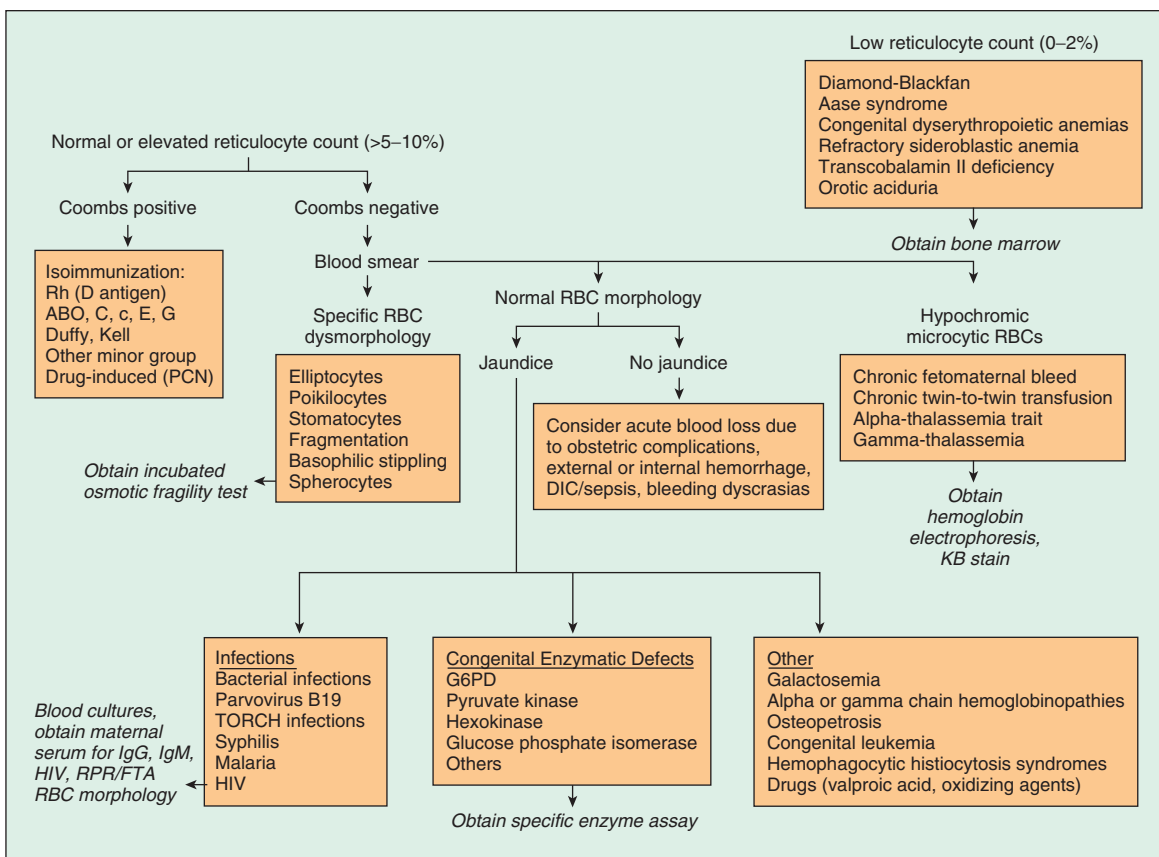 Low reticulocyte count (0–2%)
Diamond-Blackfan
Aase syndrome
Congenital dyserythropoietic anemias
Refractory sideroblastic anemia
Transcobalamin II deficiency
Orotic aciduria
Obtain bone marrow
Normal or elevated reticulocyte count (>5–10%)
Coombs positive
Coombs negative
Isoimmunization:
Rh (D antigen)
ABO, C, c, E, G
Duffy, Kell
Other minor group
Drug-induced (PCN)
Blood smear
Specific RBC
dysmorphology
Elliptocytes
Poikilocytes
Stomatocytes
Fragmentation
Basophilic stippling
Spherocytes
Obtain incubated
osmotic fragility test
Normal RBC morphology
Jaundice
No jaundice
Consider acute blood loss due
to obstetric complications,
external or internal hemorrhage,
DIC/sepsis, bleeding dyscrasias
Hypochromic
microcytic RBCs
Chronic fetomaternal bleed
Chronic twin-to-twin transfusion
Alpha-thalassemia trait
Gamma-thalassemia
Obtain
hemoglobin
electrophoresis,
KB stain
Infections
Bacterial infections
Parvovirus B19
TORCH infections
Syphilis
Malaria
HIV
Blood cultures,
obtain maternal
serum for IgG, IgM,
HIV, RPR/FTA
RBC morphology
Congenital Enzymatic Defects
G6PD
Pyruvate kinase
Hexokinase
Glucose phosphate isomerase
Others
Obtain specific enzyme assay
Other
Galactosemia
Alpha or gamma chain hemoglobinopathies
Osteopetrosis
Congenital leukemia
Hemophagocytic histiocytosis syndromes
Drugs (valproic acid, oxidizing agents)